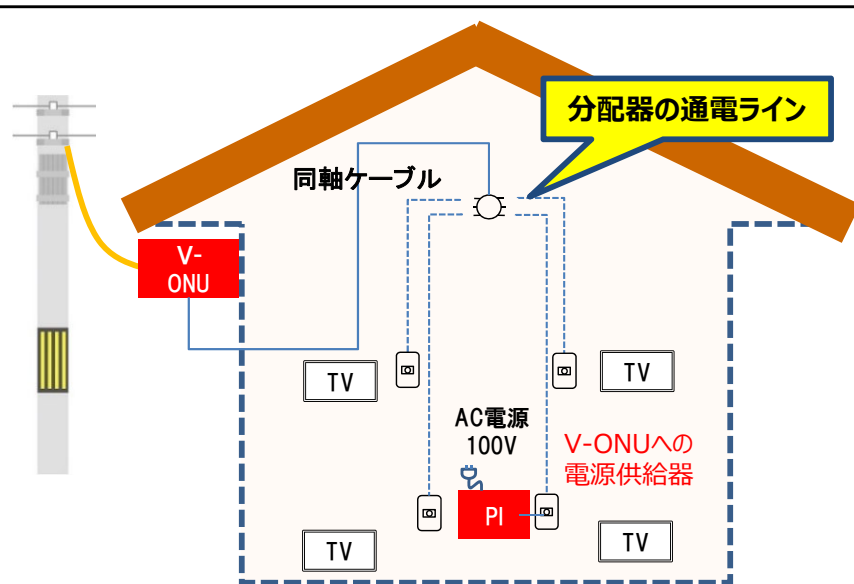 分配器の通電ライン
同軸ケーブル
V-
ONU
TV
TV
AC電源
100V
V-ONUへの
電源供給器
PI
TV
TV